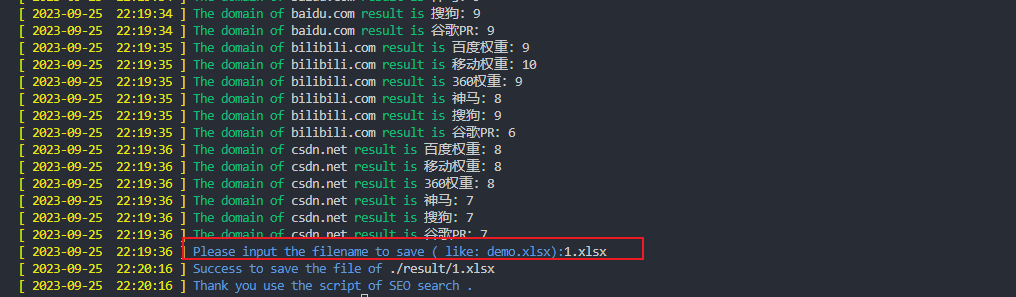 [ 2023-09-25  22:19:34 ] The domain of baidu.com result is 搜狗: 9
[ 2023-09-25  22:19:34 ] The domain of baidu.com result is 谷歌PR: 9
[ 2023-09-25  22:19:35 ] The domain of bilibili.com result is 百度权重: 9
[ 2023-09-25  22:19:35 ] The domain of bilibili.com result is 移动权重: 10
[ 2023-09-25  22:19:35 ] The domain of bilibili.com result is 360权重: 9
[ 2023-09-25  22:19:35 ] The domain of bilibili.com result is 神马: 8
[ 2023-09-25  22:19:35 ] The domain of bilibili.com result is 搜狗: 9
[ 2023-09-25  22:19:35 ] The domain of bilibili.com result is 谷歌PR: 6
[ 2023-09-25  22:19:36 ] The domain of csdn.net result is 百度权重: 8
[ 2023-09-25  22:19:36 ] The domain of csdn.net result is 移动权重: 8
[ 2023-09-25  22:19:36 ] The domain of csdn.net result is 360权重: 8
[ 2023-09-25  22:19:36 ] The domain of csdn.net result is 神马: 7
[ 2023-09-25  22:19:36 ] The domain of csdn.net result is 搜狗: 7
[ 2023-09-25  22:19:36 ] The domain of csdn.net result is 谷歌PR: 7
[ 2023-09-25  22:19:36 ] Please input the filename to save ( like: demo.xlsx):1.xlsx
[ 2023-09-25  22:20:16 ] Success to save the file of ./result/1.xlsx
[ 2023-09-25  22:20:16 ] Thank you use the script of SEO search .